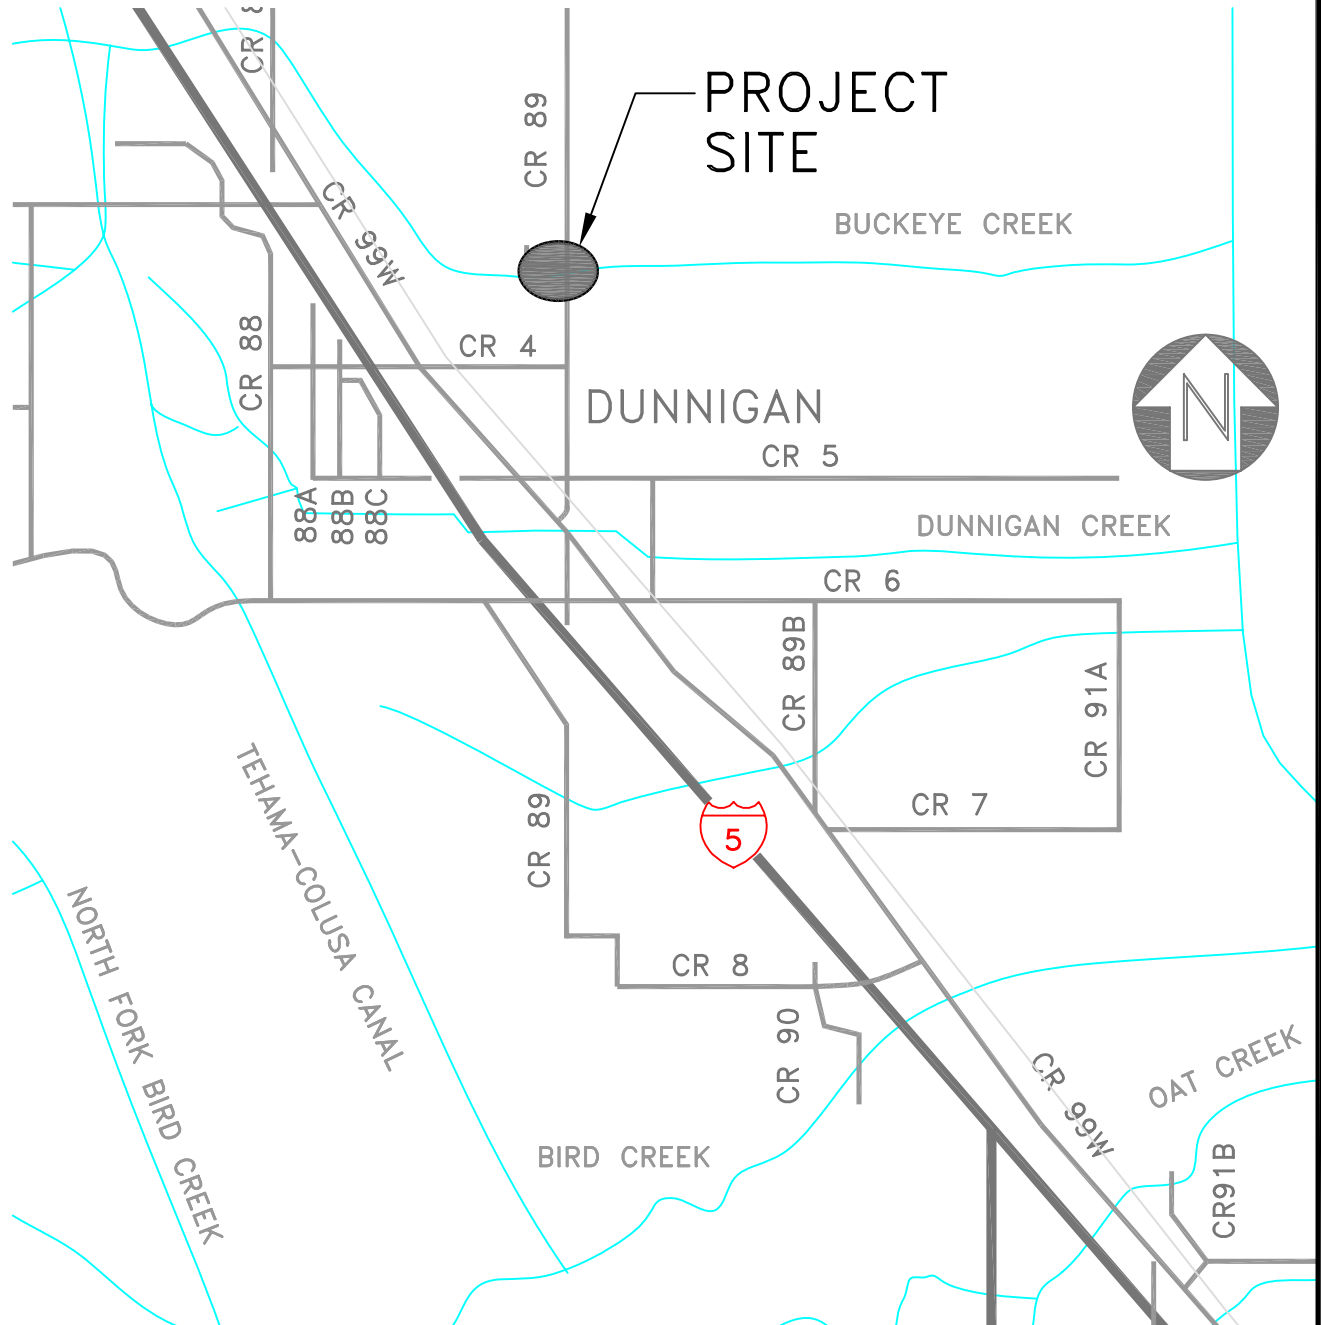 CR 8
CR 89
PROJECT
SITE
CR 99W
BUCKEYE CREEK
CR 88
CR 4
DUNNIGAN
N
CR 5
88A
88B
88C
DUNNIGAN CREEK
CR 6
CR 89B
CR 91A
TEHAMA-COLUSA CANAL
CR 89
5
CR 7
NORTH FORK BIRD CREEK
CR 8
CR 90
CR 99W
OAT CREEK
BIRD CREEK
CR91B